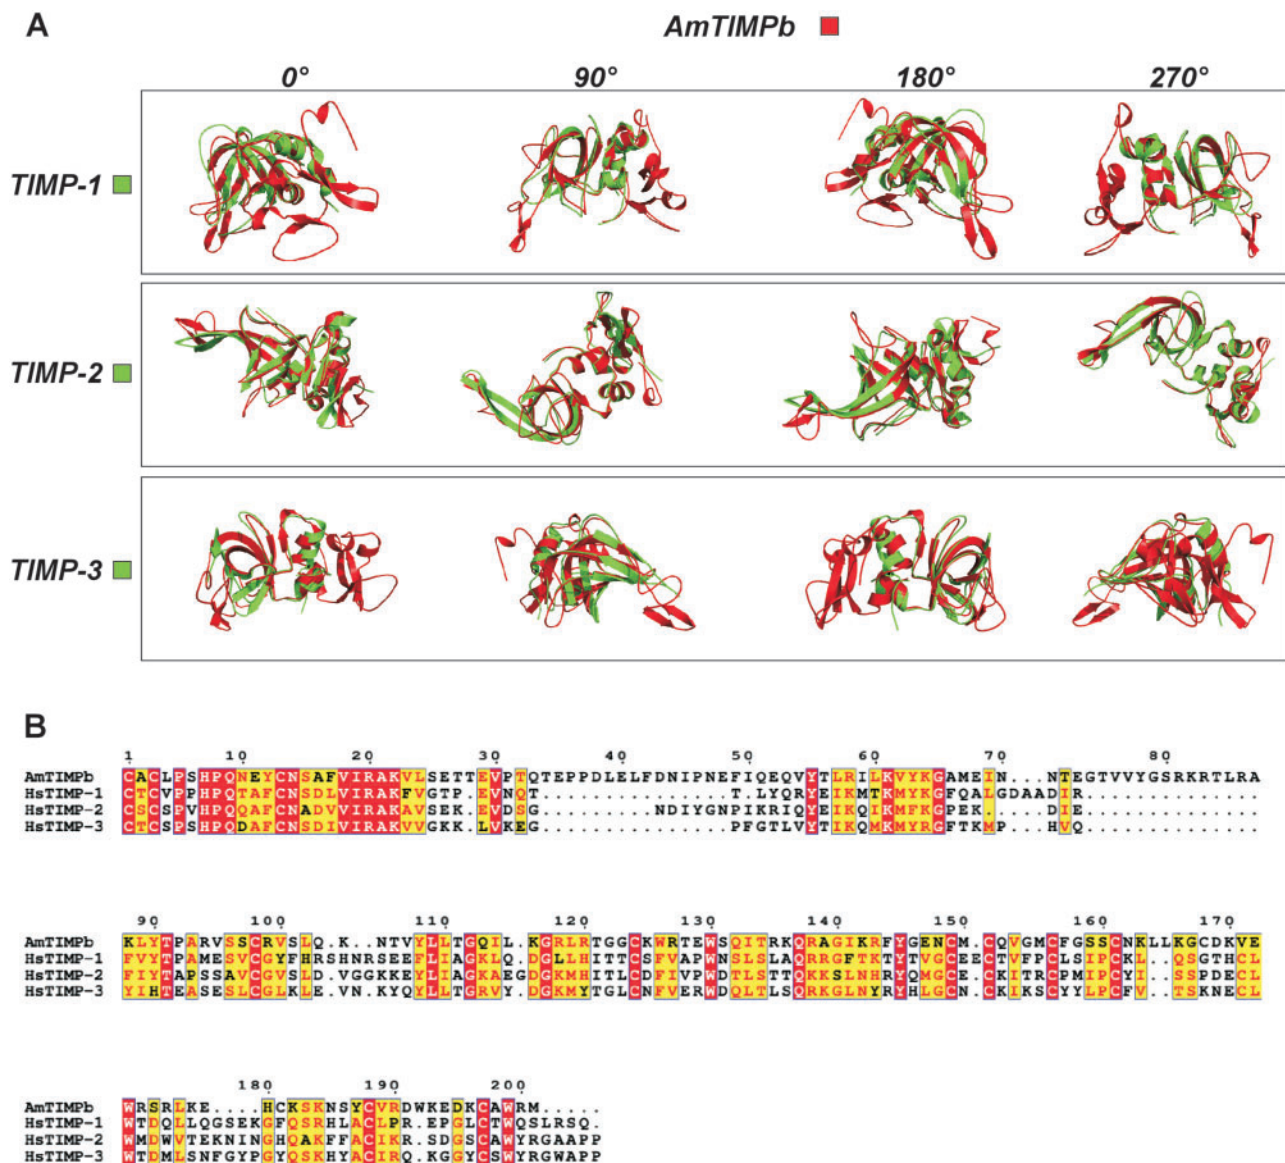 A
AmTIMPb
0° 90° 180° 270°
TIMP-1
TIMP-2
TIMP-3
B
1 10 20 30 40 50 60 70 80
AmTIMPb CACLPSHPQNEYCNSAFVIRAKVLSETTEVPTQTEPPDLELFDNIPNEFIQEQVYTLRILKVYKGAMEIN...NTEGTVVYGSRKRTLRA
HsTIMP-1 CTCVPPHPQTAFCNSDLVIRAKFVGTP.EVNQT...............T.LYQRYEIKMTKMYKGFQALGDAADIR..............
HsTIMP-2 CSCSPVHPQQAFCNADVVIRAKAVSEK.EVDSG.........NDIYGNPIKRIQYEIKQIKMFKGPEK.....DIE..............
HsTIMP-3 CTCSPSHPQDAFCNSDIVIRAKVVGKK.LVKEG..............PFGTLVYTIKQMKMYRGFTKMP...HVQ..............
90 100 110 120 130 140 150 160 170
AmTIMPb KLYTPARVSSCRVSLQ.K..NTVYLLTGQIL.KGRLRTGGCKWRTEWSQITRKQRAGIKRFYGENCM.CQVGMCFGSSCNKLLKGCDKVE
HsTIMP-1 FVYTPAMESVCGYFHRSHNRSEEFLIAGKLQ.DGLLHITTCSFVAPWNSLSLAQRRGFTKTYTVGCEECTVFPCLSIPCKL..QSGTHCL
HsTIMP-2 FIYTAPSSAVCGVSLD.VGGKKEYLIAGKAEGDGKMHITLCDFIVPWDTLSTTQKKSLNHRYQMGCE.CKITRCPMIPCYI..SSPDECL
HsTIMP-3 YIHTEASESLCGLKLE.VN.KYQYLLTGRVY.DGKMYTGLCNFVERWDQLTLSQRKGLNYRYHLGCN.CKIKSCYYLPCFV..TSKNECL
180 190 200
AmTIMPb WRSRLKE....HCKSKNSYCVRDWKEDKCAWRM.....
HsTIMP-1 WTDQLLQGSEKGFQSRHLACLPR.EPGLCTWQSLRSQ.
HsTIMP-2 WMDWVTEKNINGHQAKFFACIKR.SDGSCAWYRGAAPP
HsTIMP-3 WTDMLSNFGYPGYQSKHYACIRQ.KGGYCSWYRGWAPP